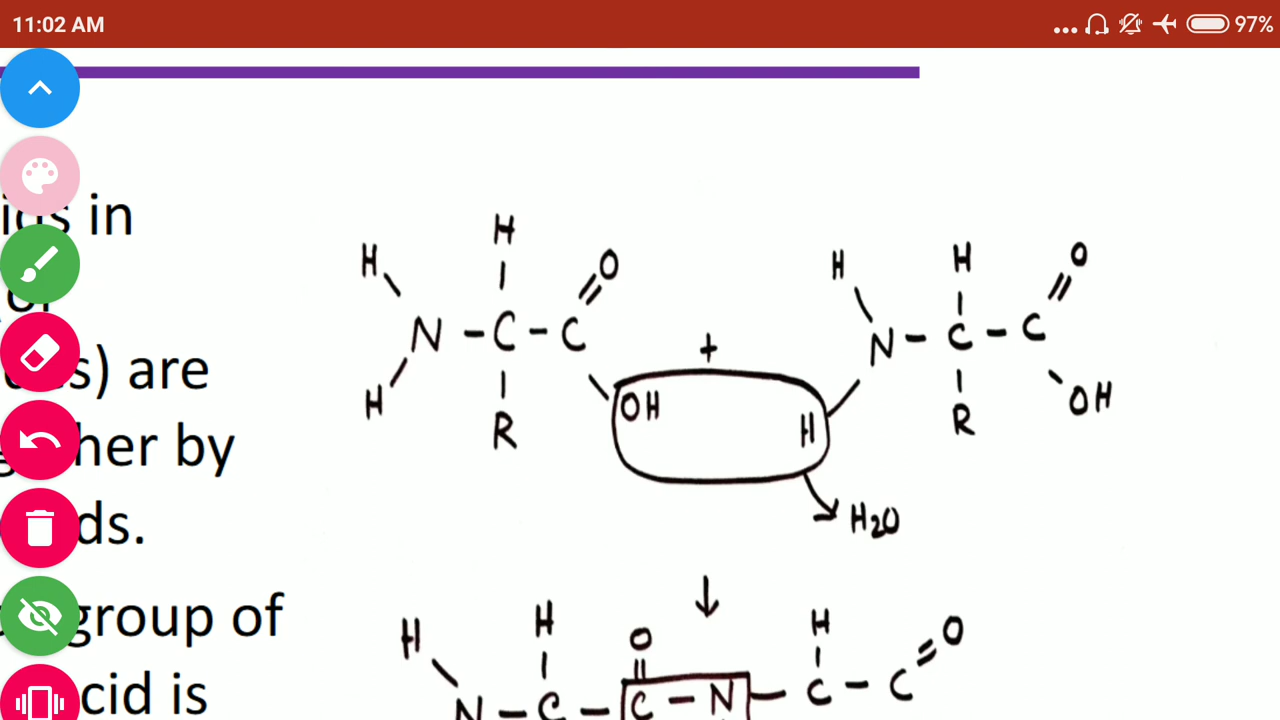 11:02 AM
97%
in
are
her by
ds.
group of
cid is
H
H
O
N - C - C
H
R
OH
+
H
H
H
O
N - C - C
R
OH
H2O
↓
H
H
O
H
O
N - C - C - N - C - C